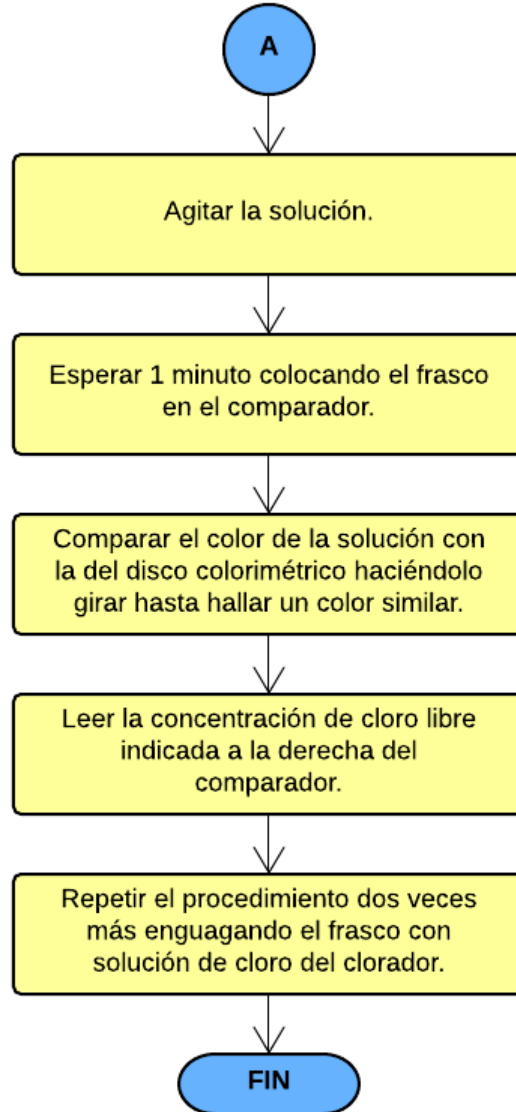 A
Agitar la solución.
Esperar 1 minuto colocando el frasco
en el comparador.
Comparar el color de la solución con
la del disco colorimétrico haciéndolo
girar hasta hallar un color similar.
Leer la concentración de cloro libre
indicada a la derecha del
comparador.
Repetir el procedimiento dos veces
más enguagando el frasco con
solución de cloro del clorador.
FIN